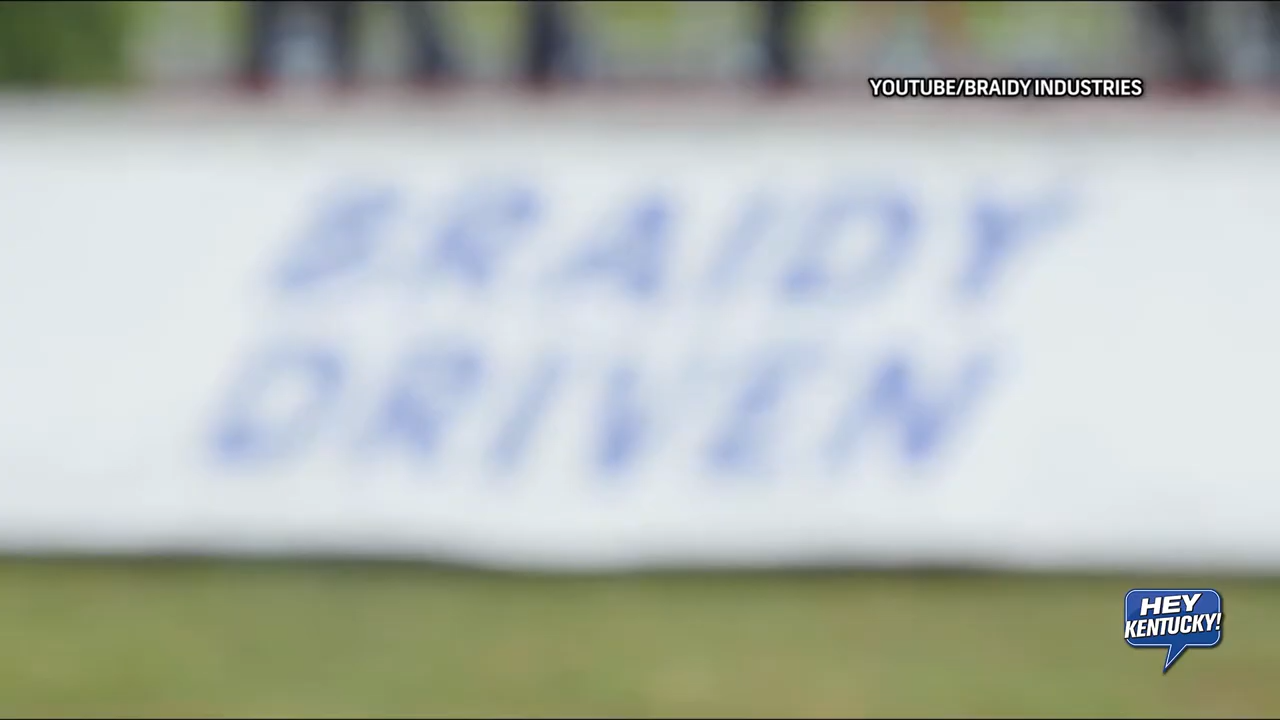 YOUTUBE/BRAIDY INDUSTRIES
BRAIDY
DRIVEN
HEY
KENTUCKY!